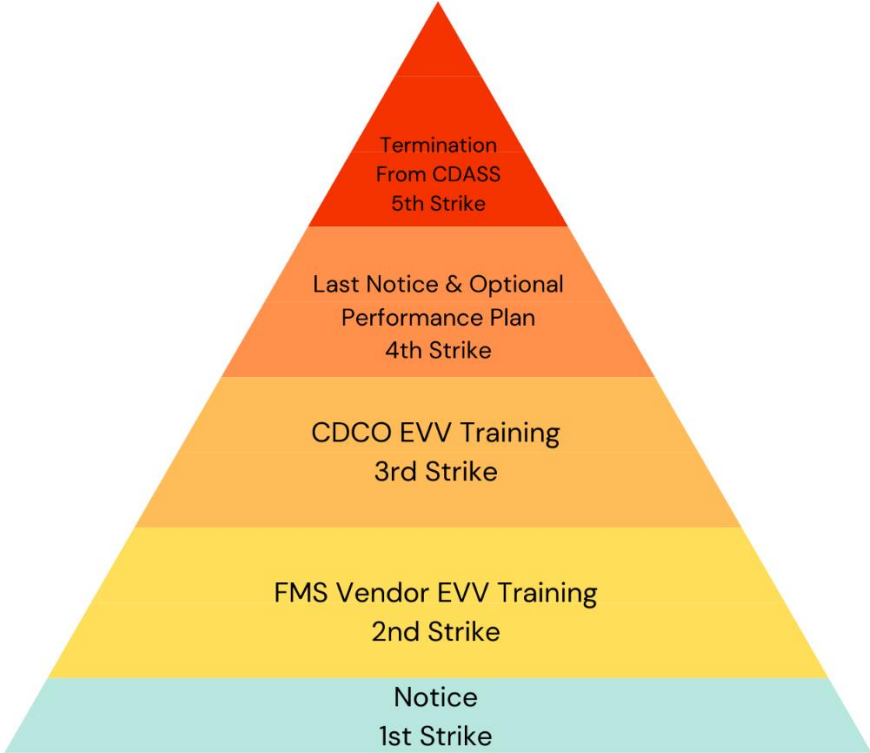 Termination
From CDASS
5th Strike
Last Notice & Optional
Performance Plan
4th Strike
CDCO EVV Training
3rd Strike
FMS Vendor EVV Training
2nd Strike
Notice
1st Strike